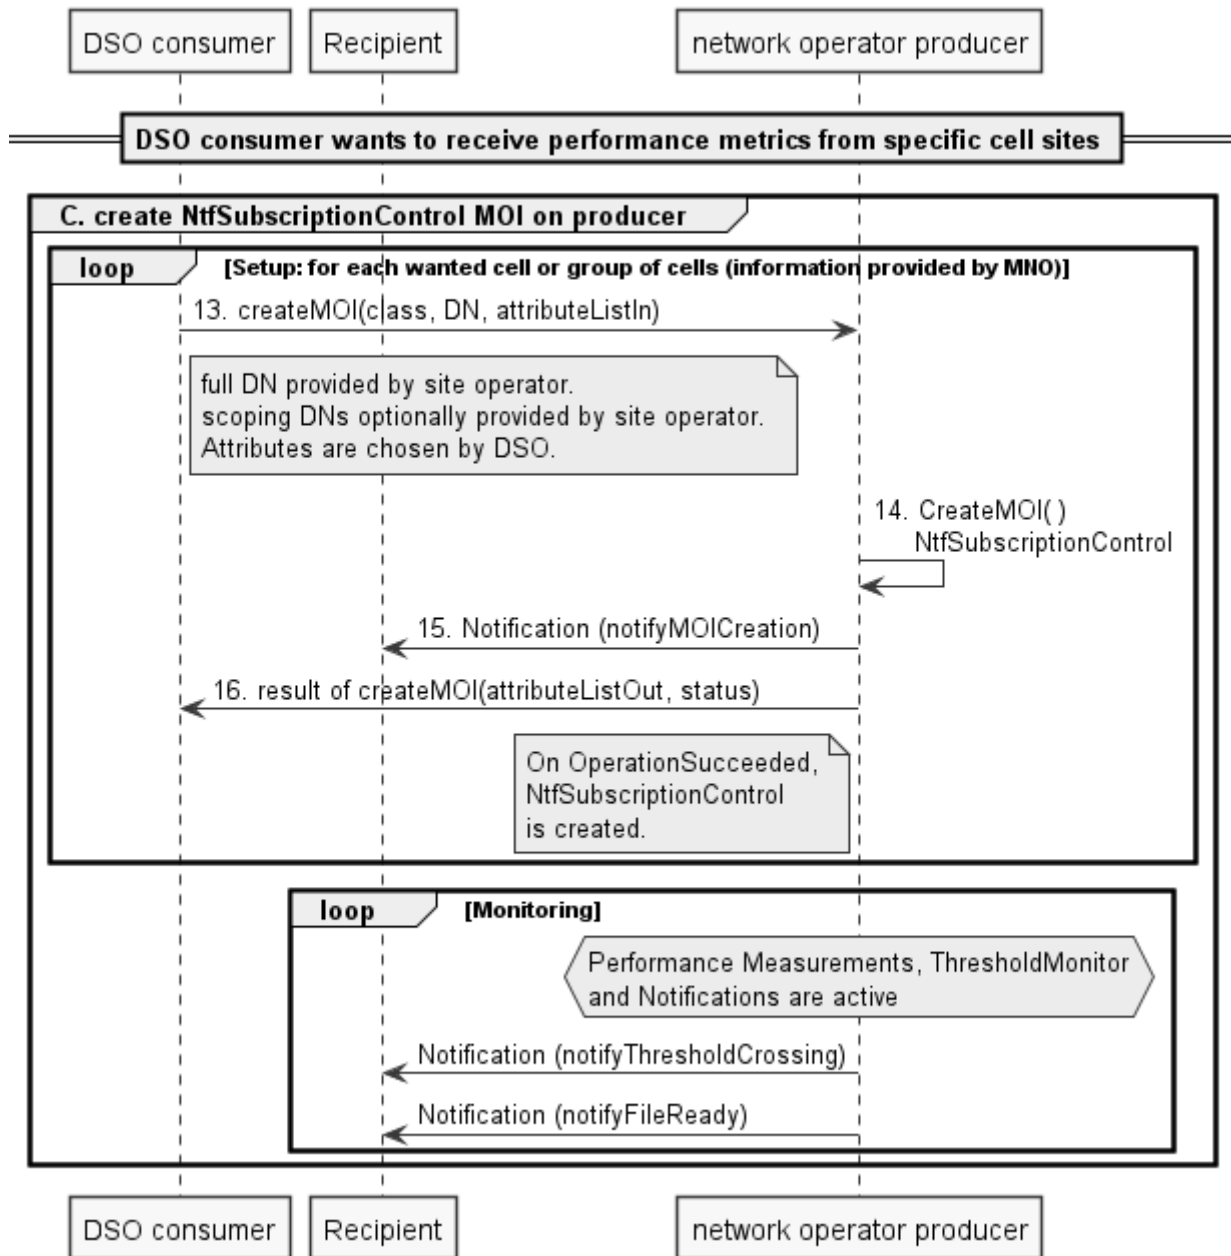 DSO consumer
Recipient
network operator producer
DSO consumer wants to receive performance metrics from specific cell sites
C. create NtfSubscriptionControl MOI on producer
loop
[Setup: for each wanted cell or group of cells (information provided by MNO)]
13. createMOI(class, DN, attributeListIn)
full DN provided by site operator.
scoping DNs optionally provided by site operator.
Attributes are chosen by DSO.
14. CreateMOI( )
NtfSubscriptionControl
15. Notification (notifyMOICreation)
16. result of createMOI(attributeListOut, status)
On OperationSucceeded,
NtfSubscriptionControl
is created.
loop
[Monitoring]
Performance Measurements, ThresholdMonitor
and Notifications are active
Notification (notifyThresholdCrossing)
Notification (notifyFileReady)
DSO consumer
Recipient
network operator producer